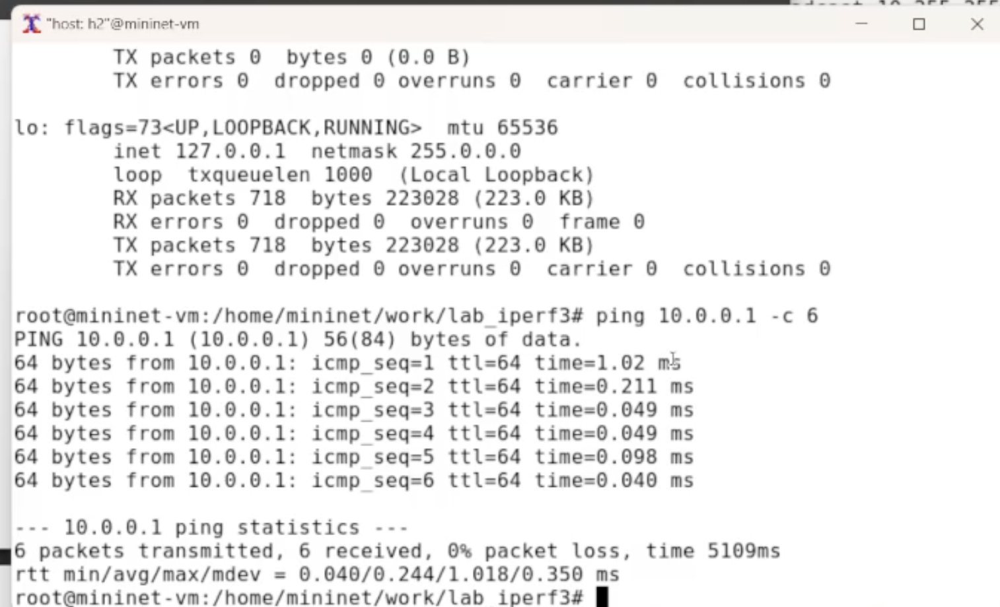 "host: h2"@mininet-vm
TX packets 0  bytes 0 (0.0 B)
TX errors 0  dropped 0 overruns 0  carrier 0  collisions 0
lo: flags=73<UP,LOOPBACK,RUNNING>  mtu 65536
inet 127.0.0.1  netmask 255.0.0.0
loop  txqueuelen 1000  (Local Loopback)
RX packets 718  bytes 223028 (223.0 KB)
RX errors 0  dropped 0  overruns 0  frame 0
TX packets 718  bytes 223028 (223.0 KB)
TX errors 0  dropped 0 overruns 0  carrier 0  collisions 0
root@mininet-vm:/home/mininet/work/lab_iperf3# ping 10.0.0.1 -c 6
PING 10.0.0.1 (10.0.0.1) 56(84) bytes of data.
64 bytes from 10.0.0.1: icmp_seq=1 ttl=64 time=1.02 ms
64 bytes from 10.0.0.1: icmp_seq=2 ttl=64 time=0.211 ms
64 bytes from 10.0.0.1: icmp_seq=3 ttl=64 time=0.049 ms
64 bytes from 10.0.0.1: icmp_seq=4 ttl=64 time=0.049 ms
64 bytes from 10.0.0.1: icmp_seq=5 ttl=64 time=0.098 ms
64 bytes from 10.0.0.1: icmp_seq=6 ttl=64 time=0.040 ms
--- 10.0.0.1 ping statistics ---
6 packets transmitted, 6 received, 0% packet loss, time 5109ms
rtt min/avg/max/mdev = 0.040/0.244/1.018/0.350 ms
root@mininet-vm:/home/mininet/work/lab_iperf3#